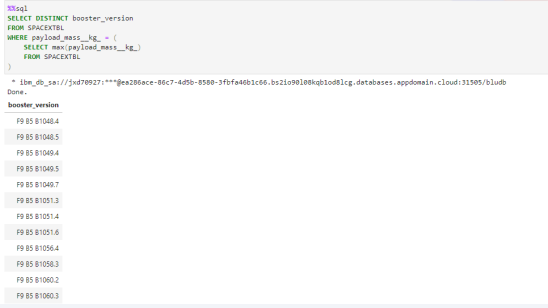 %%sql
SELECT DISTINCT booster_version
FROM SPACEXTBL
WHERE payload_mass__kg_ = (
SELECT max(payload_mass__kg_)
FROM SPACEXTBL
)
* ibm_db_sa://jxd70927:***@ea286ace-86c7-4d5b-8580-3fbfa46b1c66.bs2io90l08kqb1od8lcg.databases.appdomain.cloud:31505/bludb
Done.
booster_version
F9 B5 B1048.4
F9 B5 B1048.5
F9 B5 B1049.4
F9 B5 B1049.5
F9 B5 B1049.7
F9 B5 B1051.3
F9 B5 B1051.4
F9 B5 B1051.6
F9 B5 B1056.4
F9 B5 B1058.3
F9 B5 B1060.2
F9 B5 B1060.3